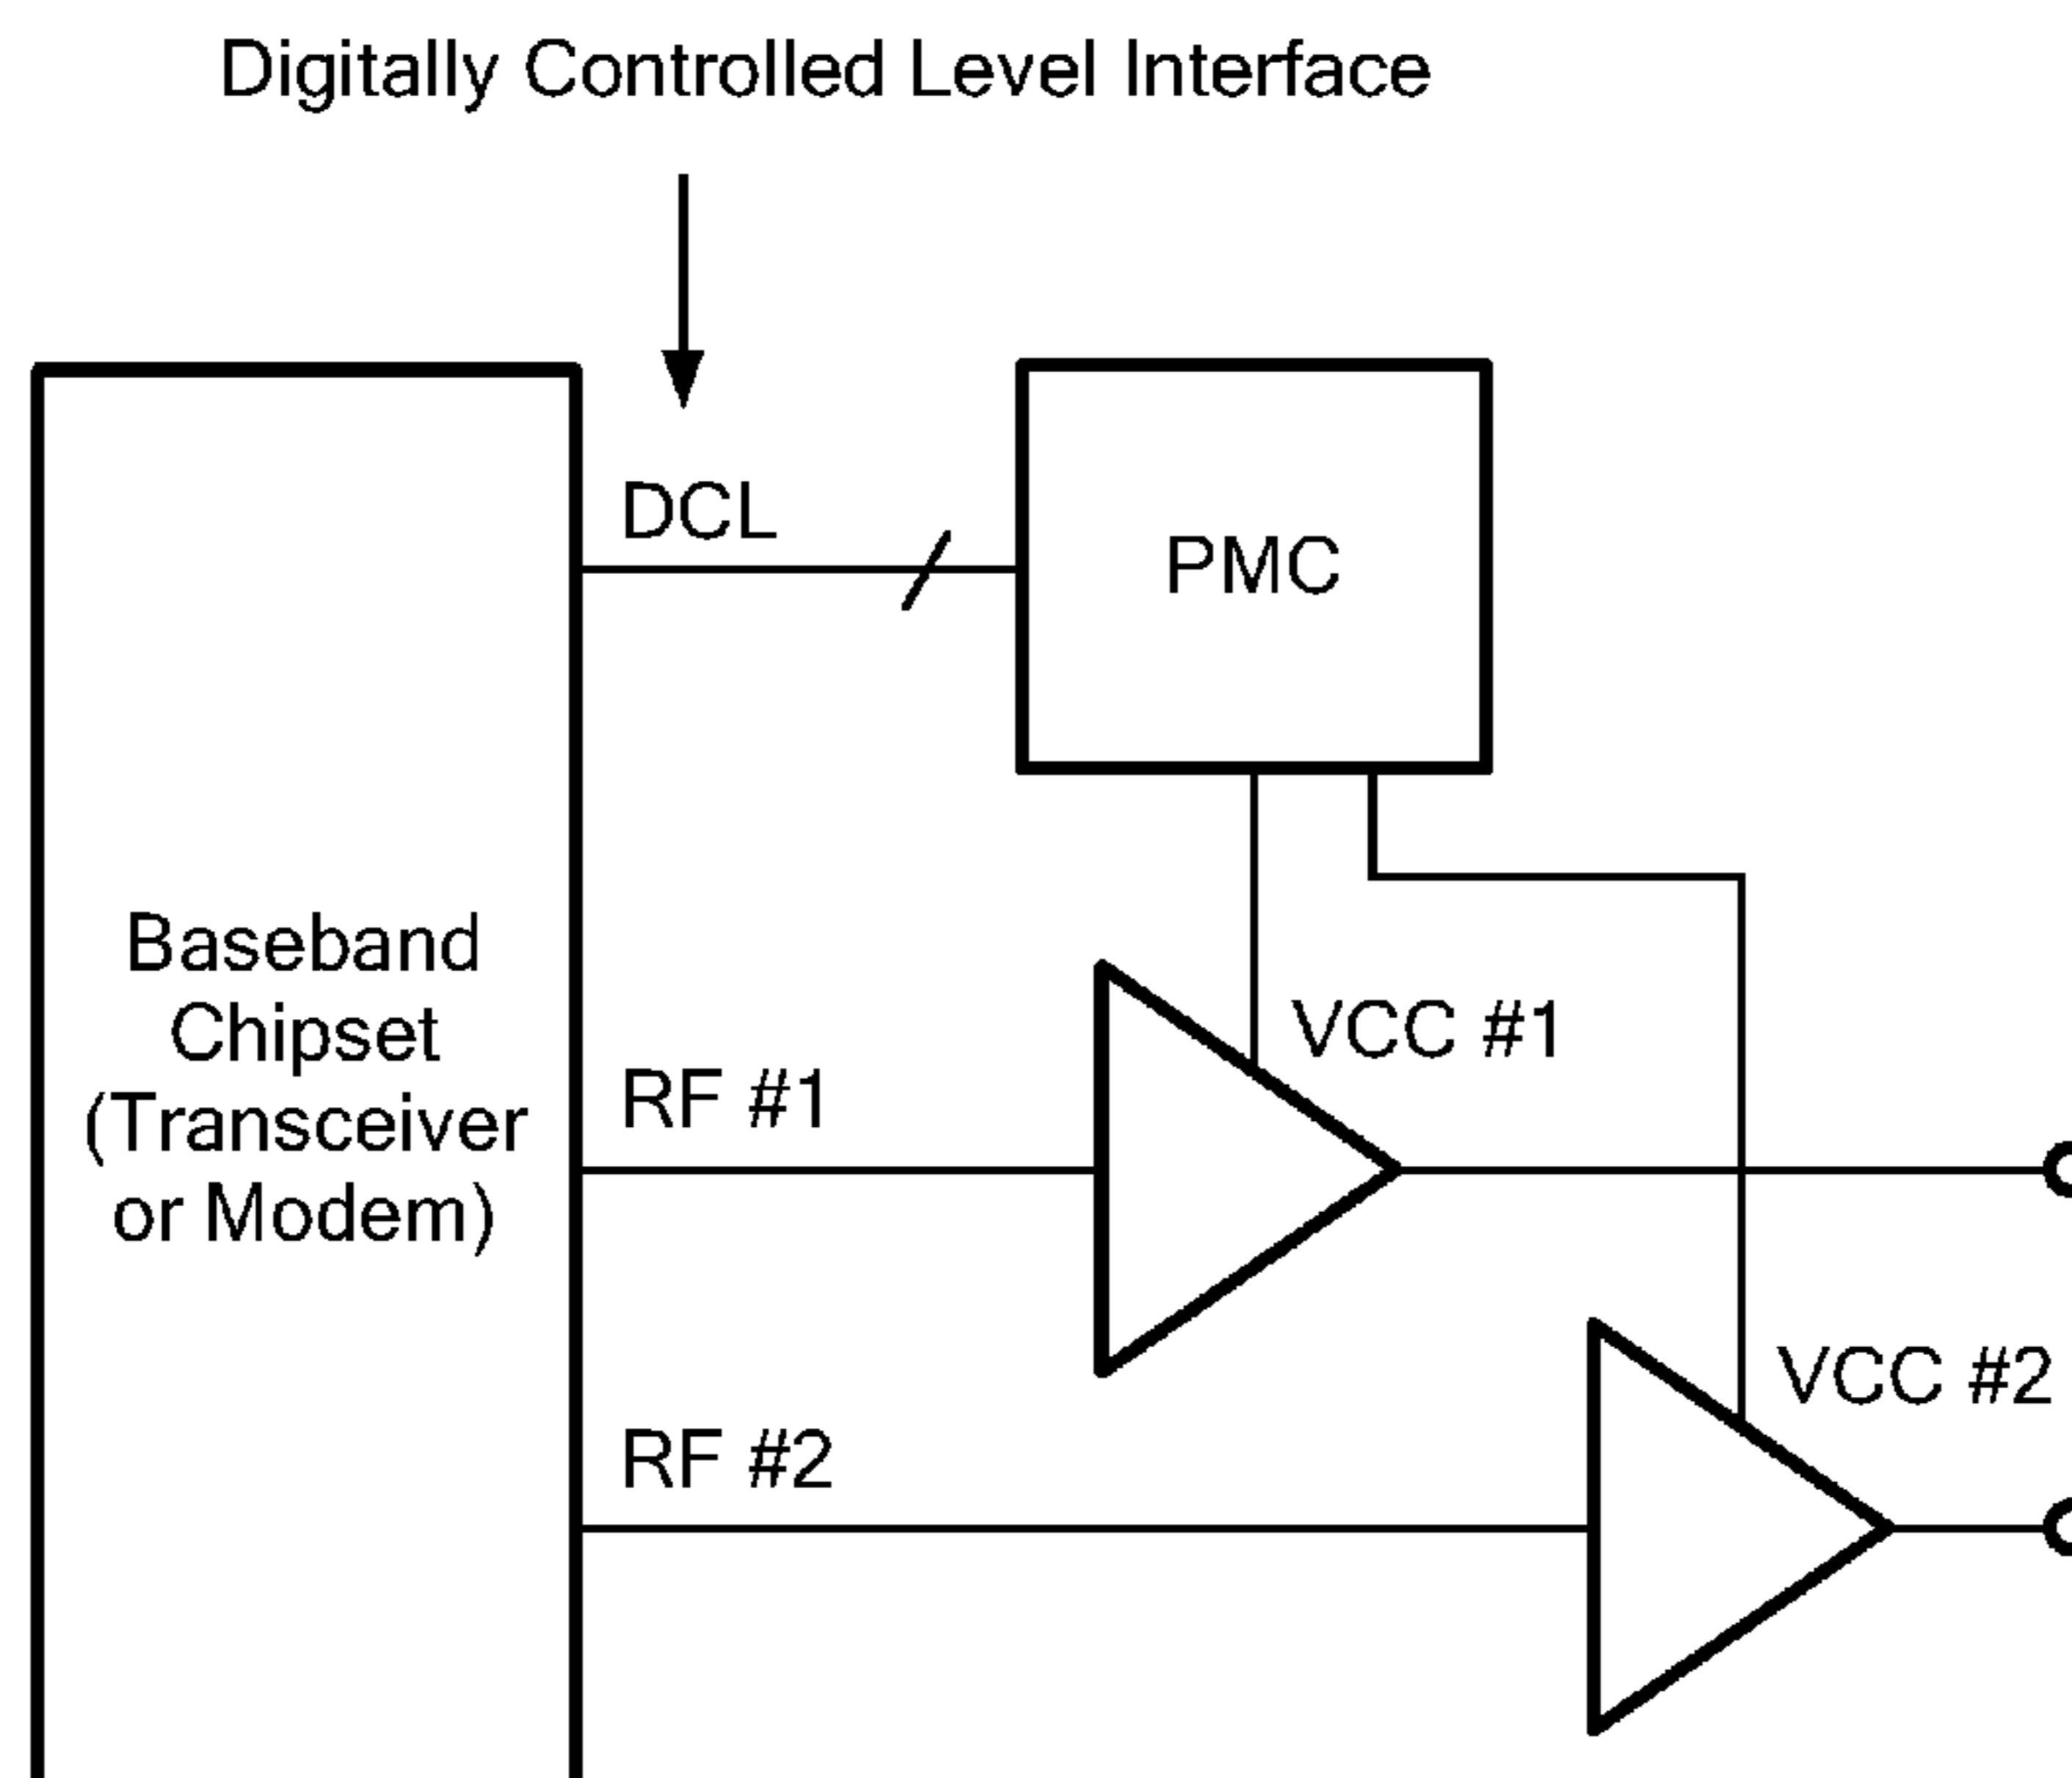 Digitally Controlled Level Interface
DCL
PMC
Baseband
Chipset
(Transceiver
or Modem)
VCC #1
RF #1
VCC #2
RF #2